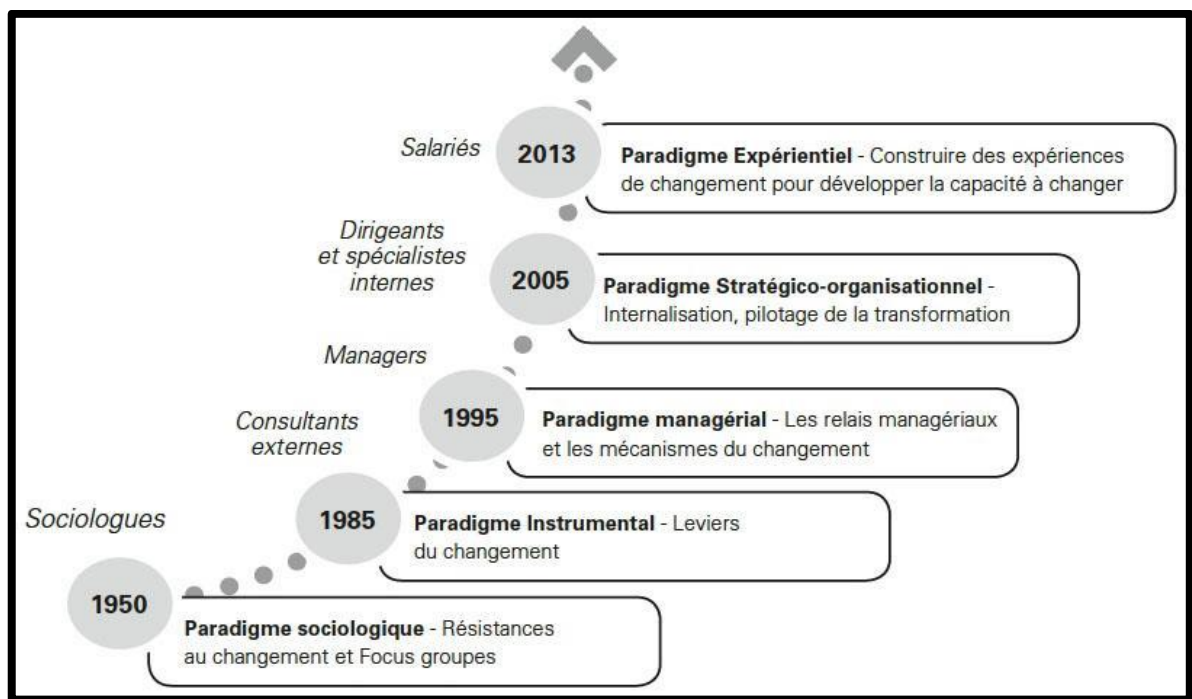 Salariés
2013
Paradigme Expérientiel - Construire des expériences
de changement pour développer la capacité à changer
Dirigeants
et spécialistes
internes
2005
Paradigme Stratégico-organisationnel -
Internalisation, pilotage de la transformation
Managers
1995
Paradigme managérial - Les relais managériaux
et les mécanismes du changement
Consultants
externes
1985
Paradigme Instrumental - Leviers
du changement
Sociologues
1950
Paradigme sociologique - Résistances
au changement et Focus groupes